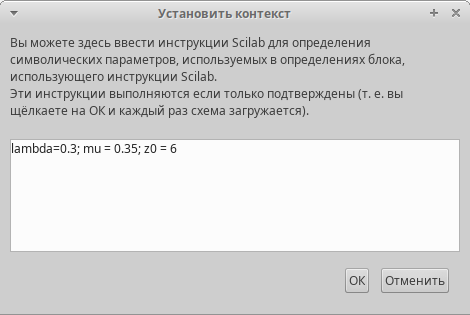 Установить контекст
Вы можете здесь ввести инструкции Scilab для определения
символических параметров, используемых в определениях блока,
использующего инструкции Scilab.
Эти инструкции выполняются если только подтверждены (т. е. вы
щёлкаете на ОК и каждый раз схема загружается).
lambda=0.3; mu = 0.35; z0 = 6
ОК Отменить